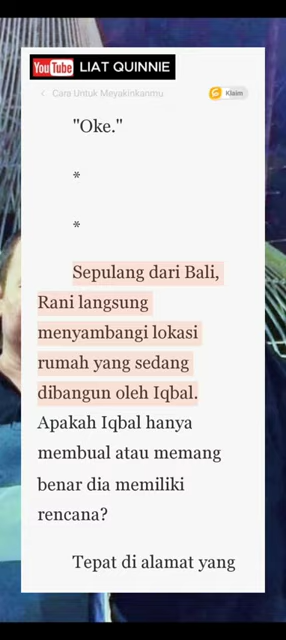 YouTube LIAT QUINNIE
< Cara Untuk Meyakinkanmu Klaim
"Oke."
*
*
Sepulang dari Bali,
Rani langsung
menyambangi lokasi
rumah yang sedang
dibangun oleh Iqbal.
Apakah Iqbal hanya
membual atau memang
benar dia memiliki
rencana?
Tepat di alamat yang